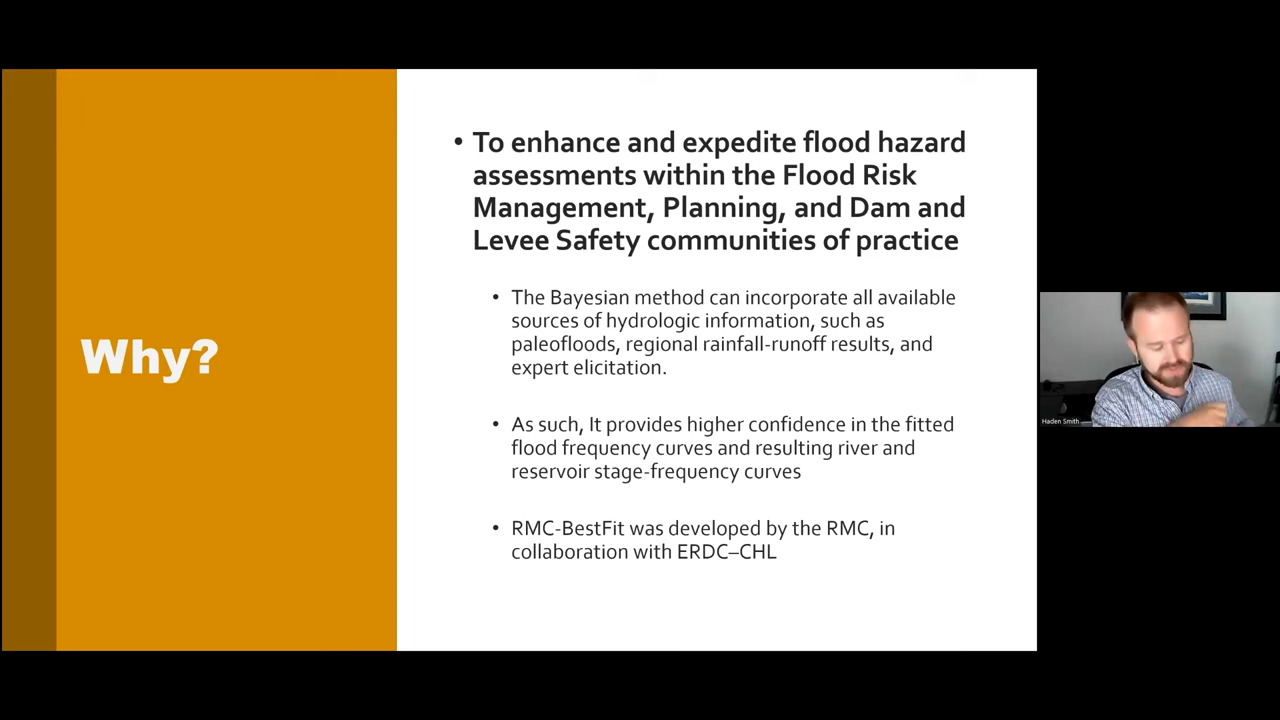 Why?
• To enhance and expedite flood hazard
assessments within the Flood Risk
Management, Planning, and Dam and
Levee Safety communities of practice
• The Bayesian method can incorporate all available
sources of hydrologic information, such as
paleofloods, regional rainfall-runoff results, and
expert elicitation.
• As such, It provides higher confidence in the fitted
flood frequency curves and resulting river and
reservoir stage-frequency curves
• RMC-BestFit was developed by the RMC, in
collaboration with ERDC–CHL
Haden Smith